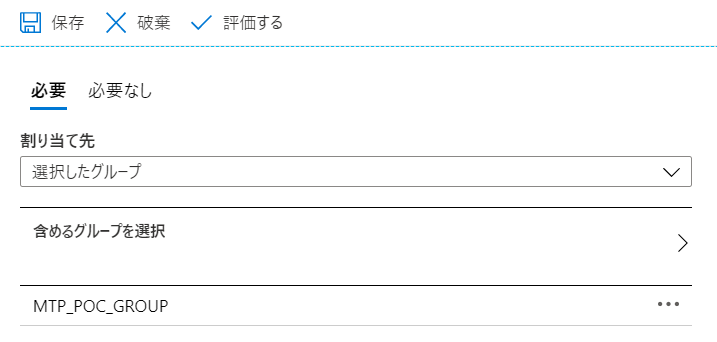 保存 破棄 評価する
必要 必要なし
割り当て先
選択したグループ
含めるグループを選択
MTP_POC_GROUP